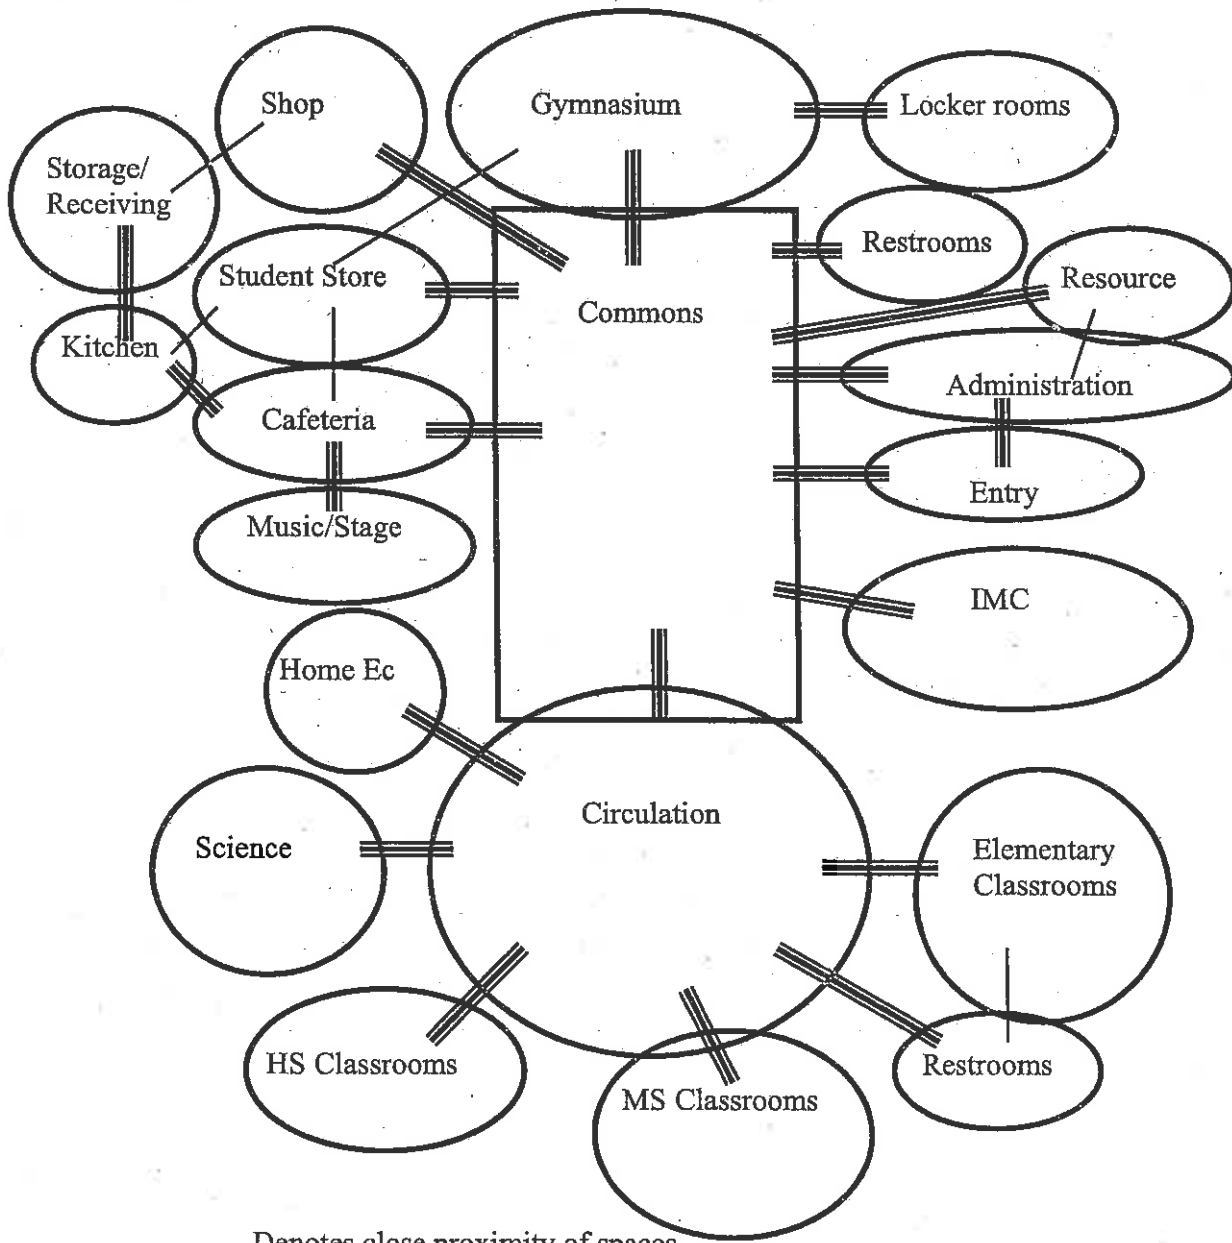 Shop
Gymnasium
Locker rooms
Storage/
Receiving
Restrooms
Student Store
Resource
Commons
Kitchen
Administration
Cafeteria
Entry
Music/Stage
IMC
Home Ec
Circulation
Science
Elementary
Classrooms
HS Classrooms
Restrooms
MS Classrooms
Denotes close proximity of spaces